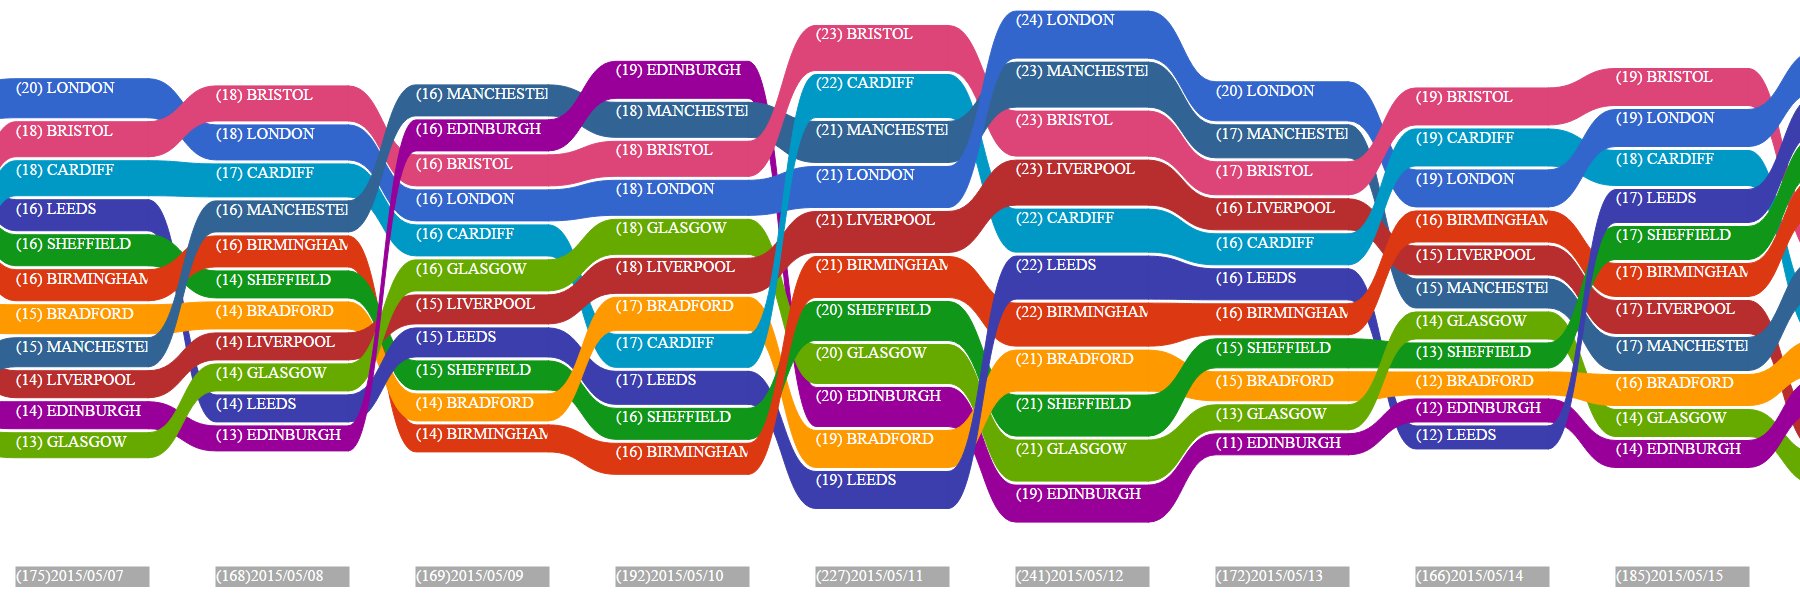 (20) LONDON
(18) BRISTOL
(18) CARDIFF
(16) LEEDS
(16) SHEFFIELD
(16) BIRMINGHAM
(15) BRADFORD
(15) MANCHESTE
(14) LIVERPOOL
(14) EDINBURGH
(13) GLASGOW
(175)2015/05/07
(18) BRISTOL
(18) LONDON
(17) CARDIFF
(16) MANCHESTE
(16) BIRMINGHAM
(14) SHEFFIELD
(14) BRADFORD
(14) LIVERPOOL
(14) GLASGOW
(14) LEEDS
(13) EDINBURGH
(168)2015/05/08
(16) MANCHESTE
(16) EDINBURGH
(16) BRISTOL
(16) LONDON
(16) CARDIFF
(16) GLASGOW
(15) LIVERPOOL
(15) LEEDS
(15) SHEFFIELD
(14) BRADFORD
(14) BIRMINGHAM
(169)2015/05/09
(19) EDINBURGH
(18) MANCHESTE
(18) BRISTOL
(18) LONDON
(18) GLASGOW
(18) LIVERPOOL
(17) BRADFORD
(17) CARDIFF
(17) LEEDS
(16) SHEFFIELD
(16) BIRMINGHAM
(192)2015/05/10
(23) BRISTOL
(22) CARDIFF
(21) MANCHESTE
(21) LONDON
(21) LIVERPOOL
(21) BIRMINGHAM
(20) SHEFFIELD
(20) GLASGOW
(20) EDINBURGH
(19) BRADFORD
(19) LEEDS
(227)2015/05/11
(24) LONDON
(23) MANCHESTE
(23) BRISTOL
(23) LIVERPOOL
(22) CARDIFF
(22) LEEDS
(22) BIRMINGHAM
(21) BRADFORD
(21) SHEFFIELD
(21) GLASGOW
(19) EDINBURGH
(241)2015/05/12
(20) LONDON
(17) MANCHESTE
(17) BRISTOL
(16) LIVERPOOL
(16) CARDIFF
(16) LEEDS
(16) BIRMINGHAM
(15) SHEFFIELD
(15) BRADFORD
(13) GLASGOW
(11) EDINBURGH
(172)2015/05/13
(19) BRISTOL
(19) CARDIFF
(19) LONDON
(16) BIRMINGHAM
(15) LIVERPOOL
(15) MANCHESTE
(14) GLASGOW
(13) SHEFFIELD
(12) BRADFORD
(12) EDINBURGH
(12) LEEDS
(166)2015/05/14
(19) BRISTOL
(19) LONDON
(18) CARDIFF
(17) LEEDS
(17) SHEFFIELD
(17) BIRMINGHAM
(17) LIVERPOOL
(17) MANCHESTE
(16) BRADFORD
(14) GLASGOW
(14) EDINBURGH
(185)2015/05/15